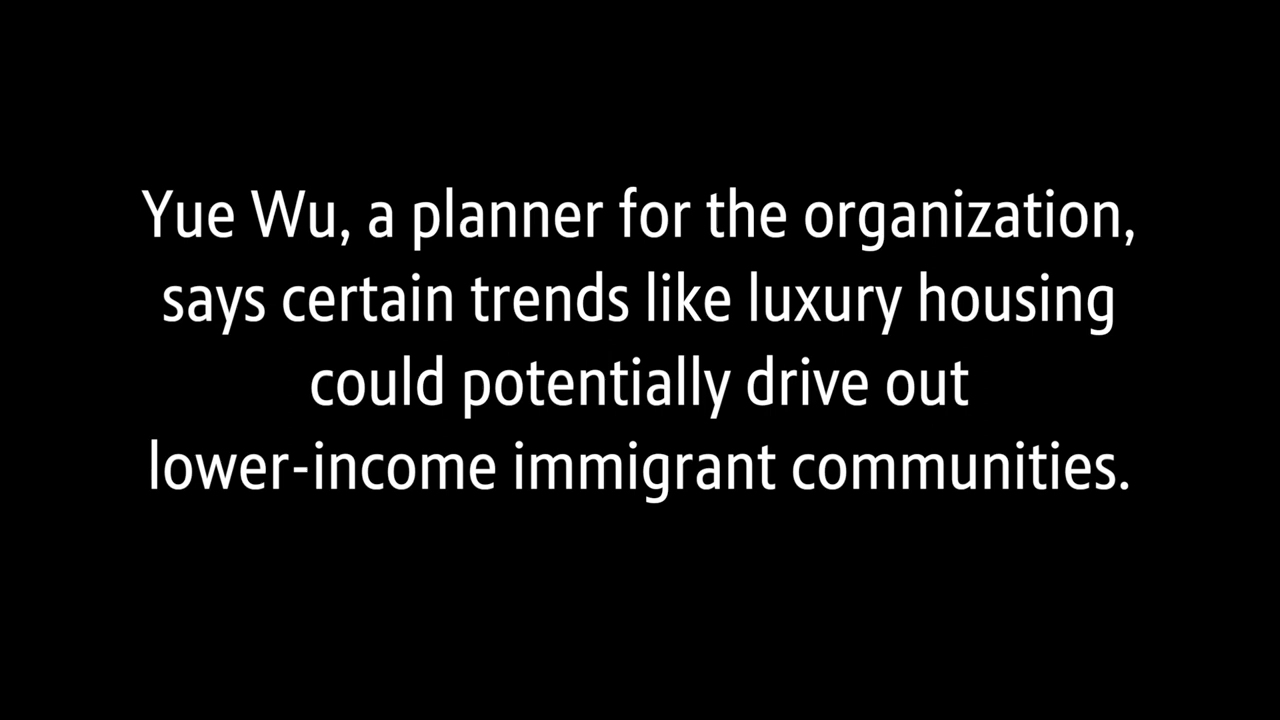 Yue Wu, a planner for the organization,
says certain trends like luxury housing
could potentially drive out
lower-income immigrant communities.